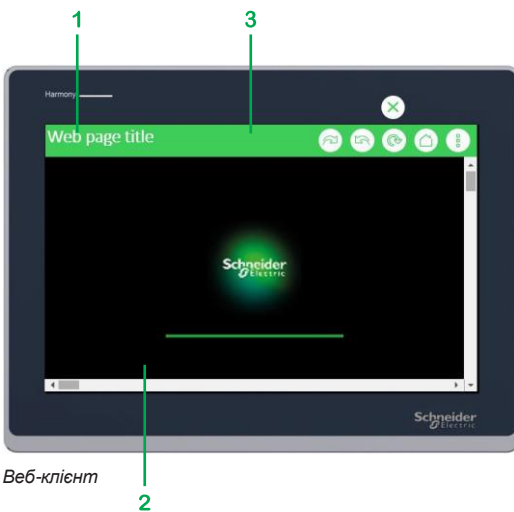 1
3
Harmony
Web page title
Schneider
Electric
Schneider
Electric
Веб-клієнт
2